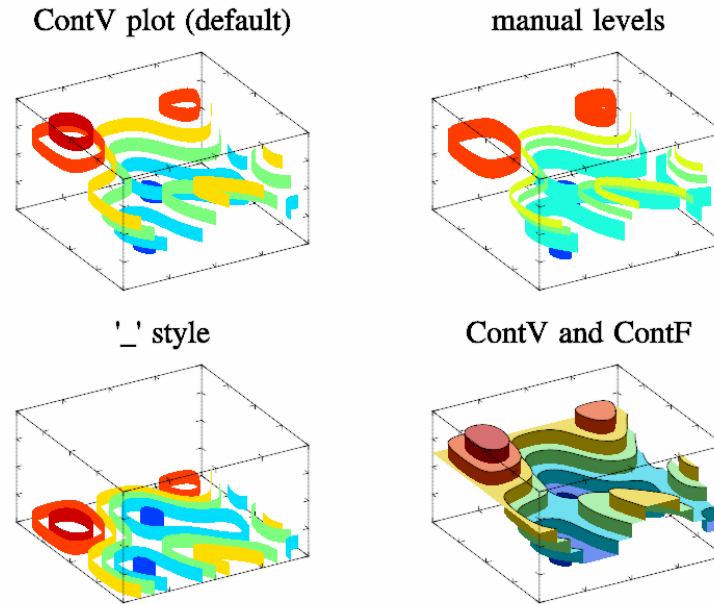 ContV plot (default)
manual levels
'_' style
ContV and ContF